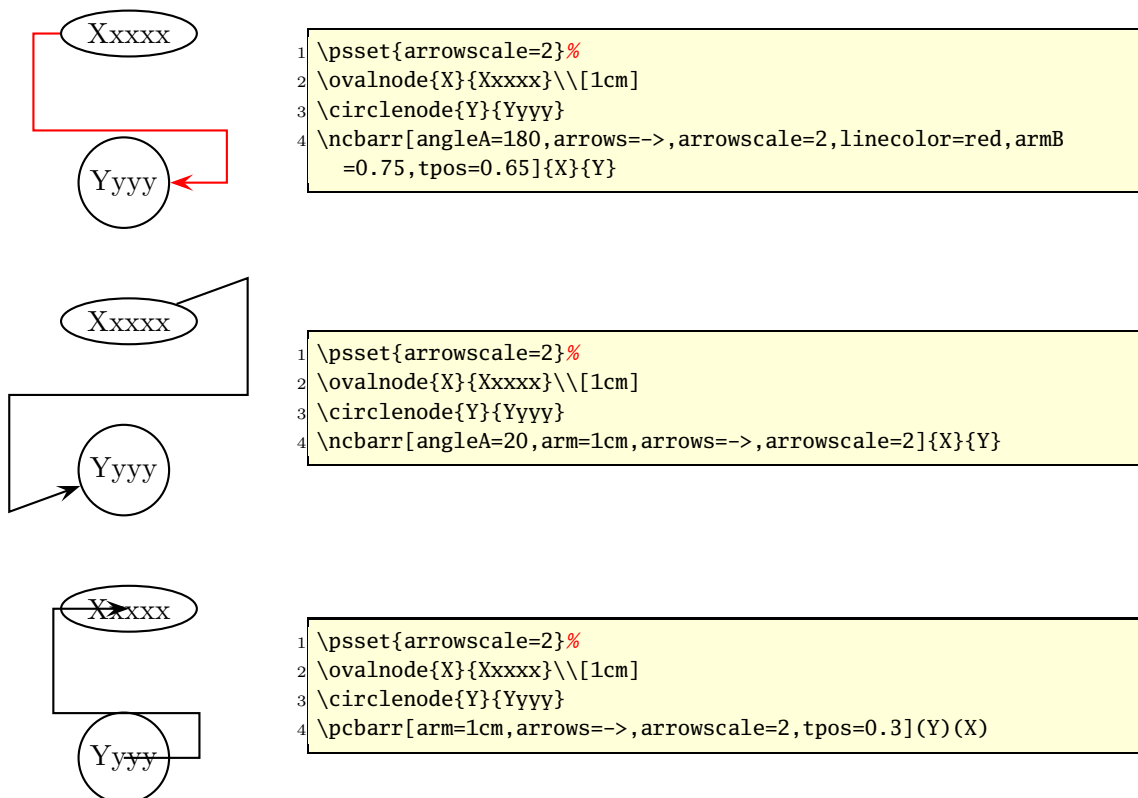 Xxxxx
Yyyy
1 \psset{arrowscale=2}%
2 \ovalnode{X}{Xxxxx}\\[1cm]
3 \circlenode{Y}{Yyyy}
4 \ncbarr[angleA=180,arrows=->,arrowscale=2,linecolor=red,armB
=0.75,tpos=0.65]{X}{Y}
Xxxxx
Yyyy
1 \psset{arrowscale=2}%
2 \ovalnode{X}{Xxxxx}\\[1cm]
3 \circlenode{Y}{Yyyy}
4 \ncbarr[angleA=20,arm=1cm,arrows=->,arrowscale=2]{X}{Y}
Xxxxx
Yyyy
1 \psset{arrowscale=2}%
2 \ovalnode{X}{Xxxxx}\\[1cm]
3 \circlenode{Y}{Yyyy}
4 \pcbarr[arm=1cm,arrows=->,arrowscale=2,tpos=0.3](Y)(X)